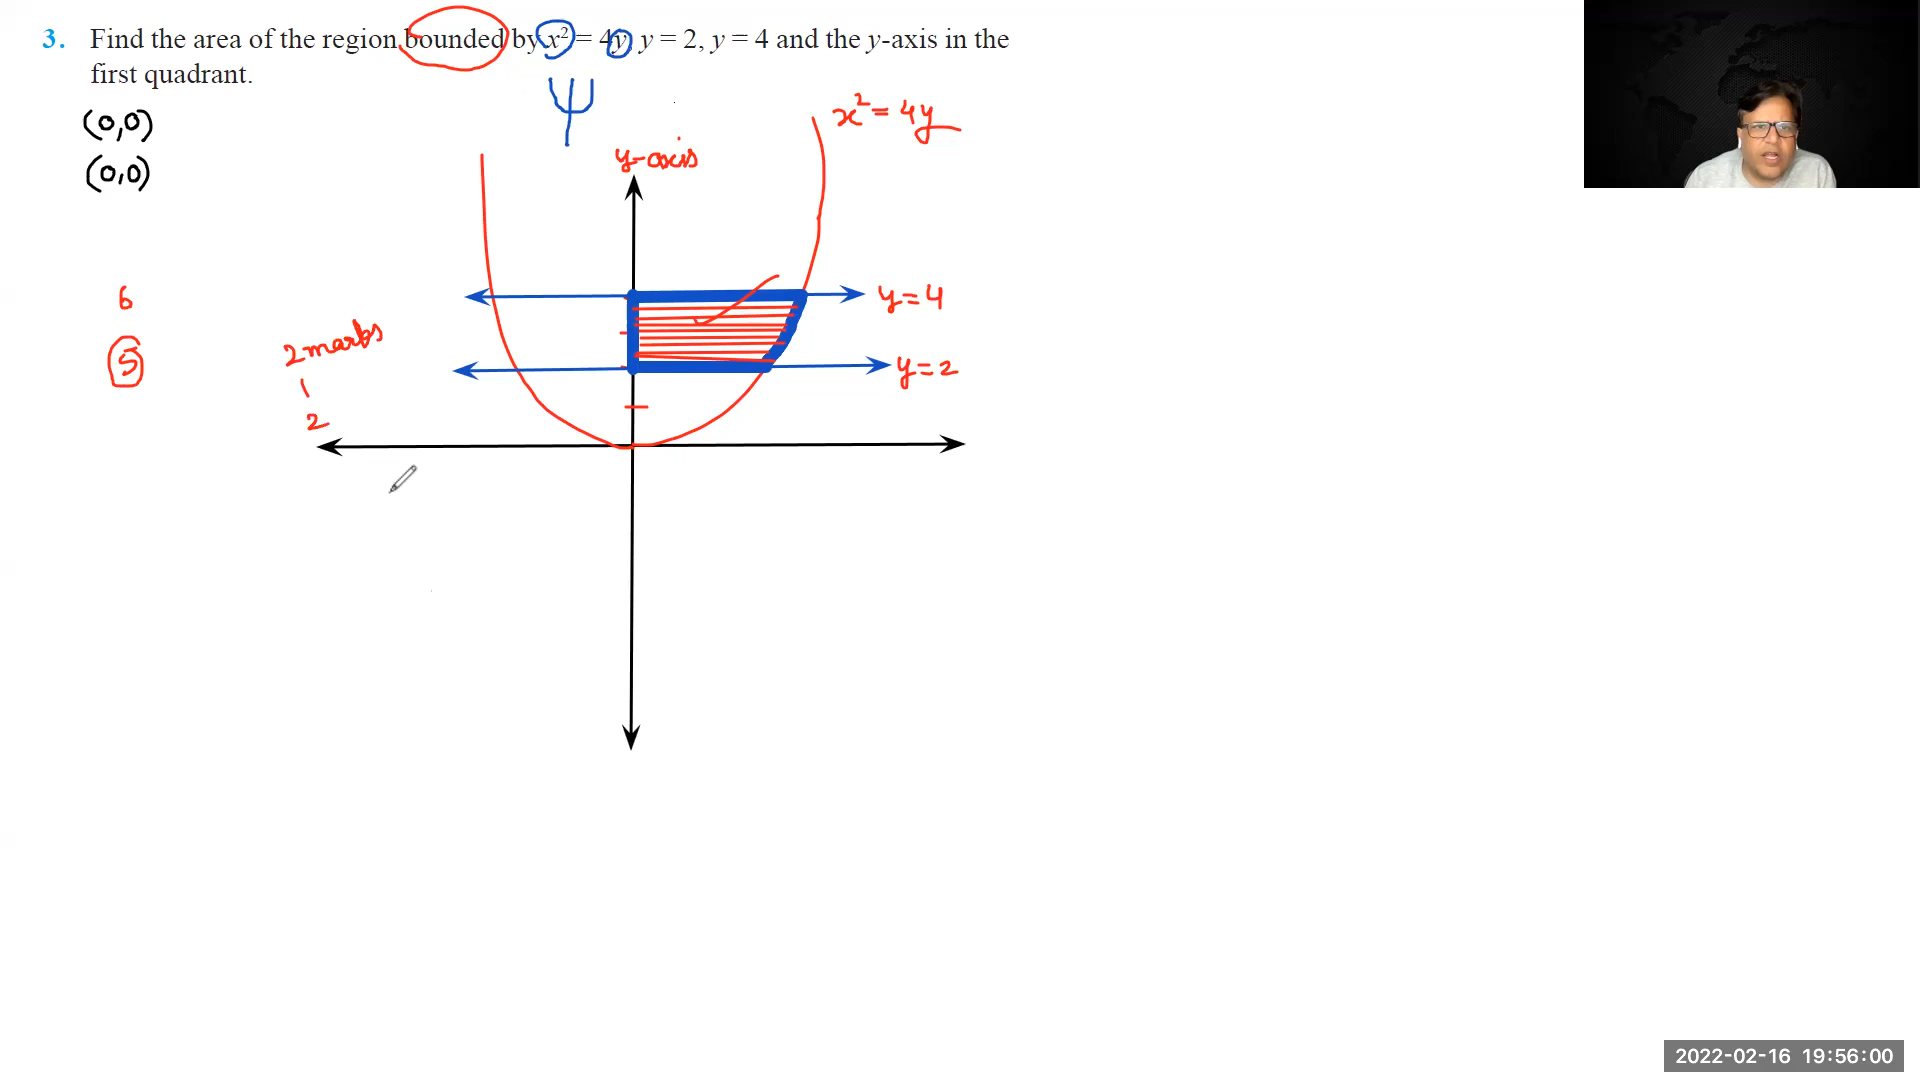 3. Find the area of the region bounded by x² = 4y, y = 2, y = 4 and the y-axis in the
first quadrant.
(0,0)
(0,0)
x² = 4y
y-axis
6
y=4
2 marks
5
y=2
1
2
2022-02-16 19:56:00